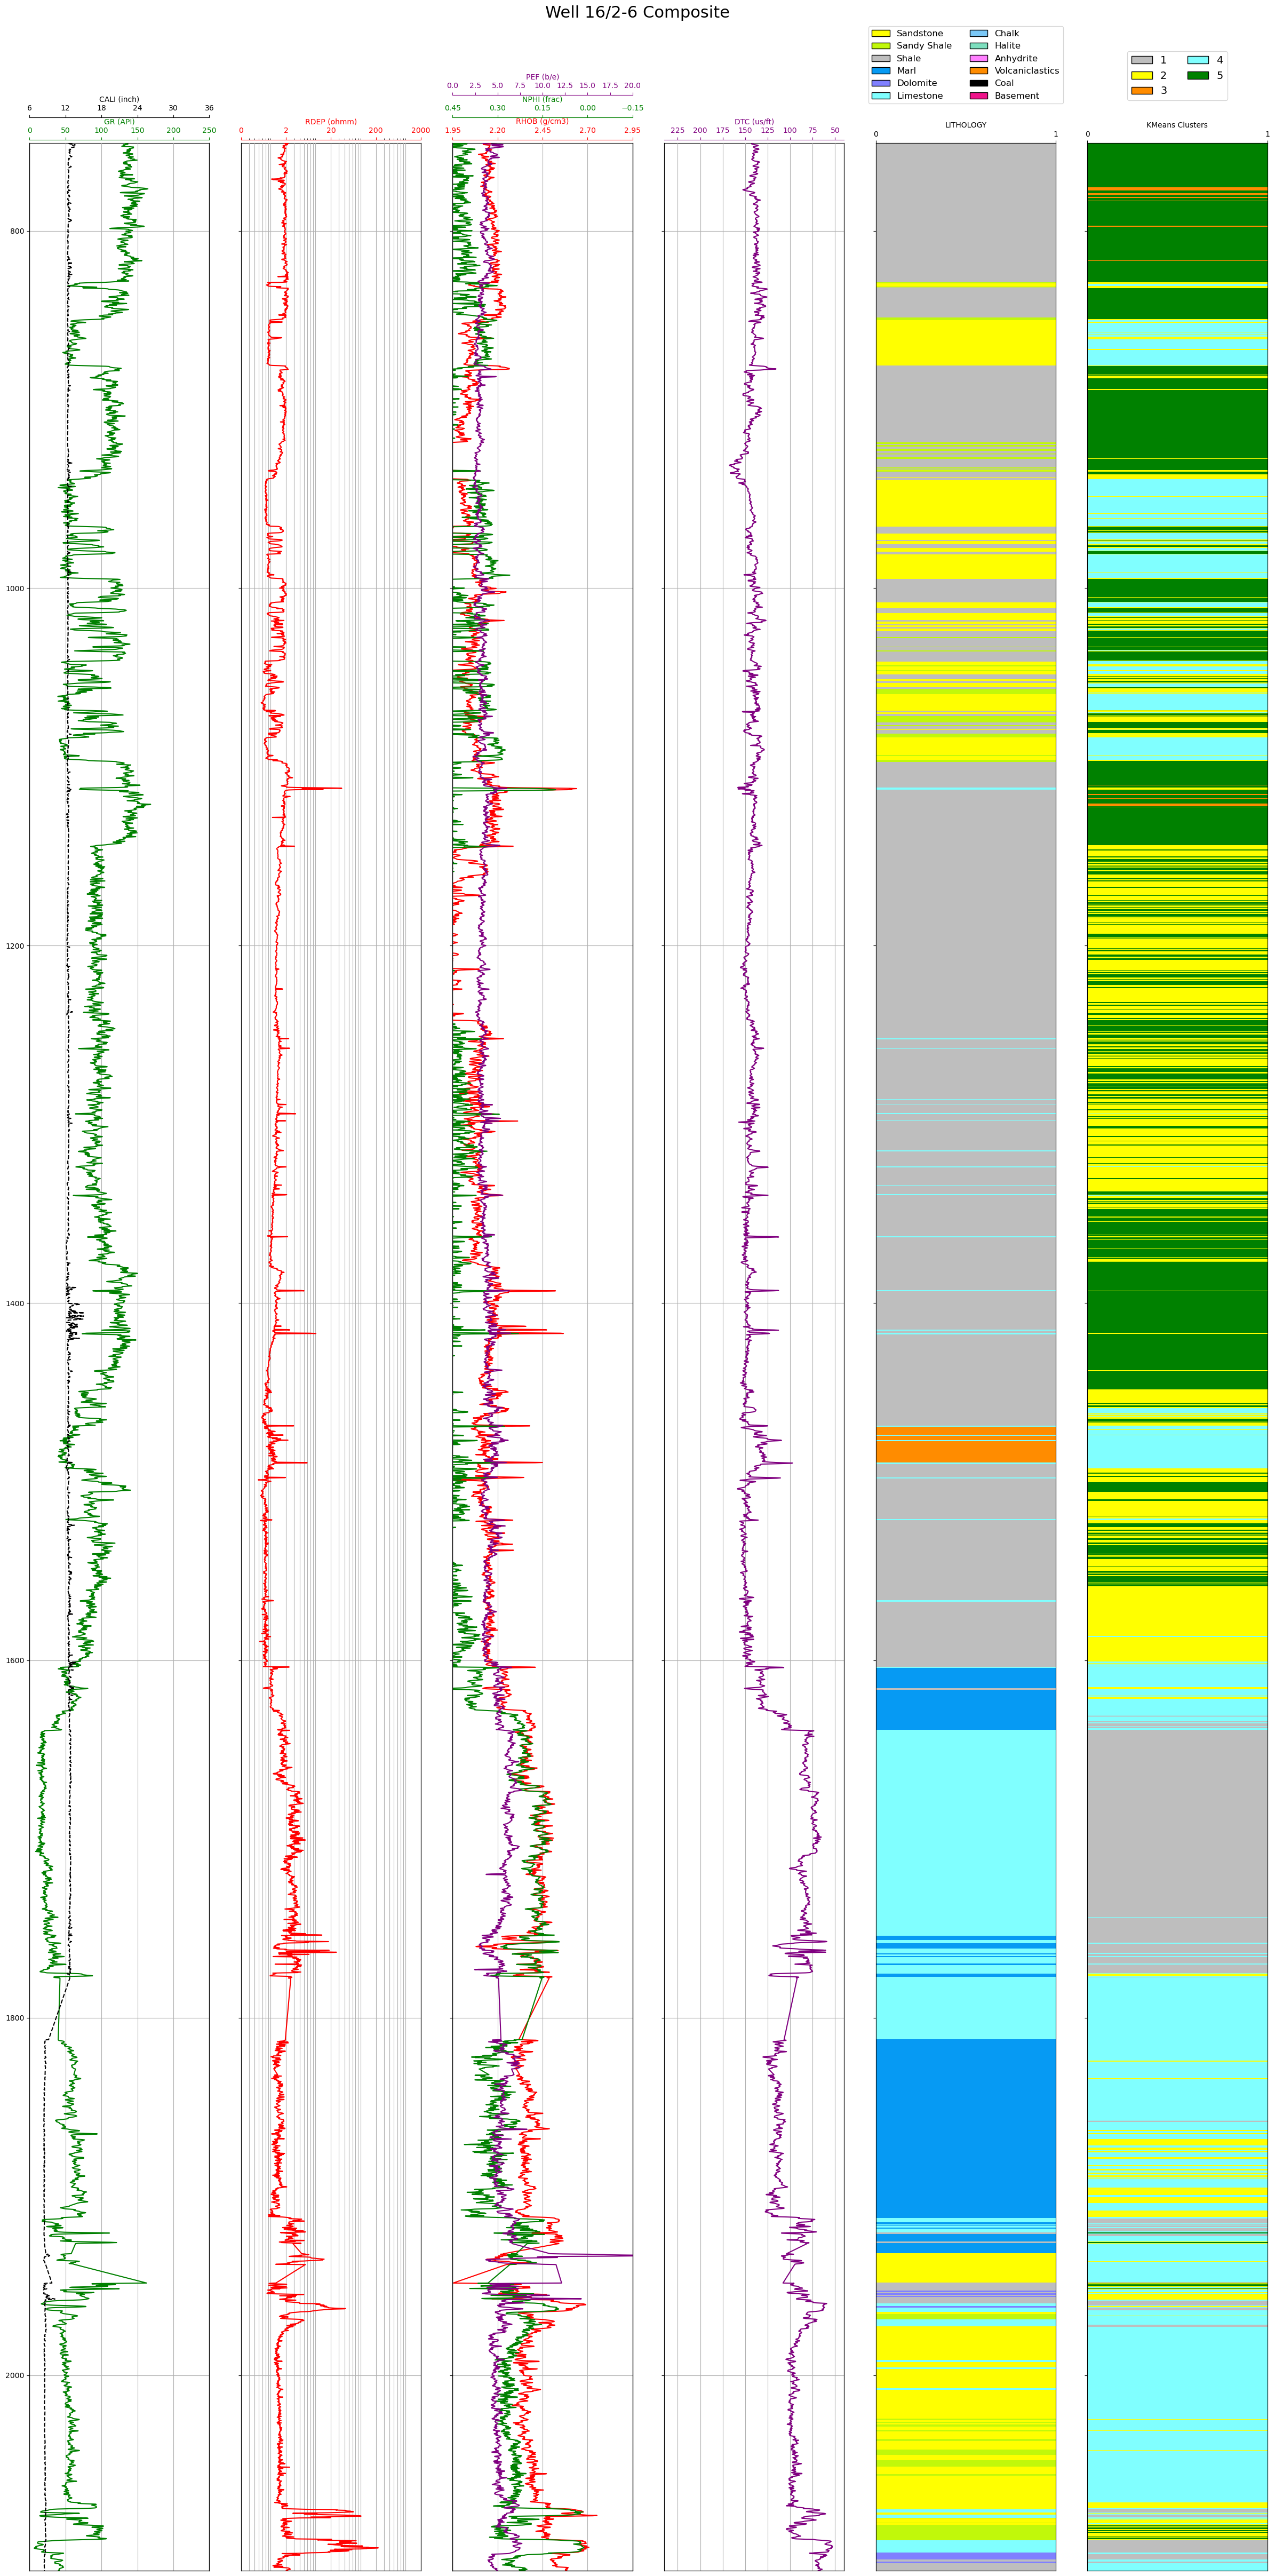 Well 16/2-6 Composite
Sandstone Chalk
Sandy Shale Halite
Shale Anhydrite
Marl Volcaniclastics
Dolomite Coal
Limestone Basement
1 4
2 5
3
PEF (b/e)
0.0 2.5 5.0 7.5 10.0 12.5 15.0 17.5 20.0
CALI (inch)
6 12 18 24 30 36
NPHI (frac)
0.45 0.30 0.15 0.00 −0.15
GR (API)
0 50 100 150 200 250
RDEP (ohmm)
0 2 20 200 2000
RHOB (g/cm3)
1.95 2.20 2.45 2.70 2.95
DTC (us/ft)
225 200 175 150 125 100 75 50
LITHOLOGY
0 1
KMeans Clusters
0 1
800
1000
1200
1400
1600
1800
2000